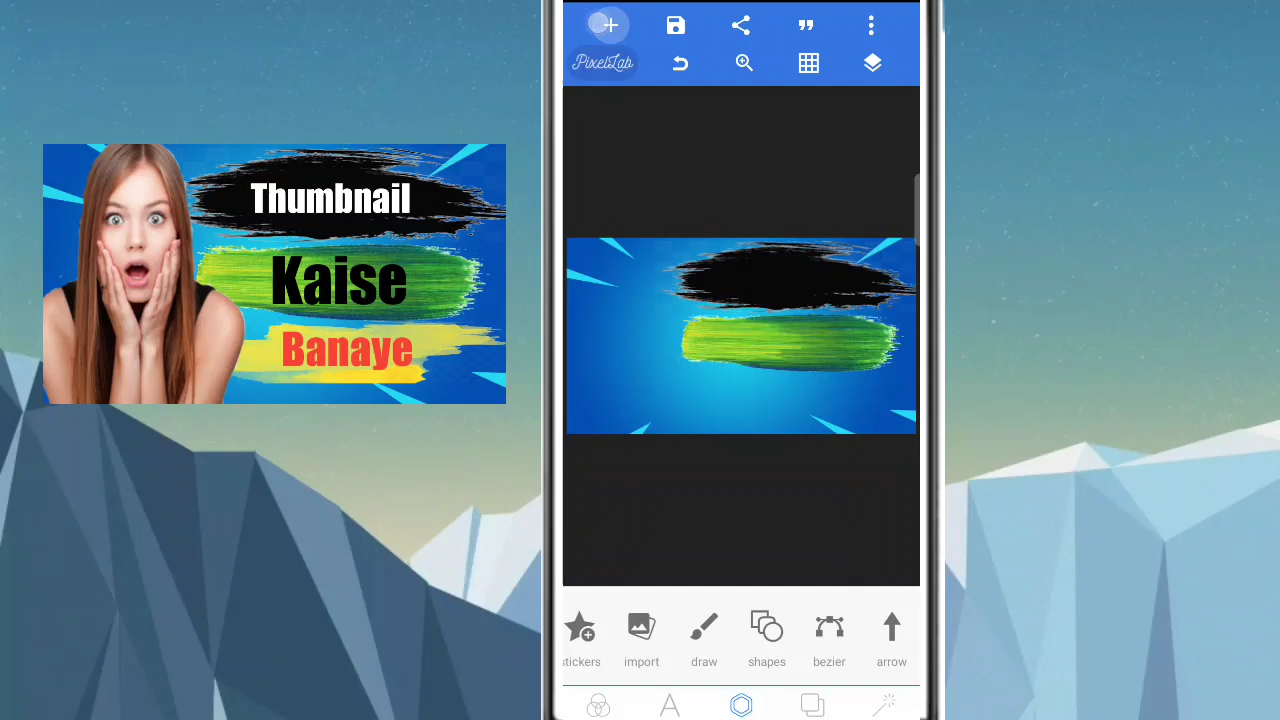 PixelLab
Thumbnail
Kaise
Banaye
stickers
import
draw
shapes
bezier
arrow